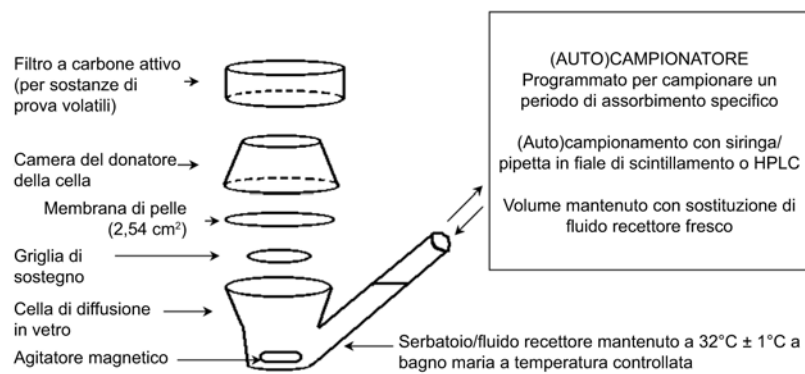 Filtro a carbone attivo
(per sostanze di
prova volatili)
Camera del donatore
della cella
Membrana di pelle
(2,54 cm²)
Griglia di
sostegno
Cella di diffusione
in vetro
Agitatore magnetico
(AUTO)CAMPIONATORE
Programmato per campionare un
periodo di assorbimento specifico
(Auto)campionamento con siringa/
pipetta in fiale di scintillamento o HPLC
Volume mantenuto con sostituzione di
fluido recettore fresco
Serbatoio/fluido recettore mantenuto a 32°C ± 1°C a
bagno maria a temperatura controllata